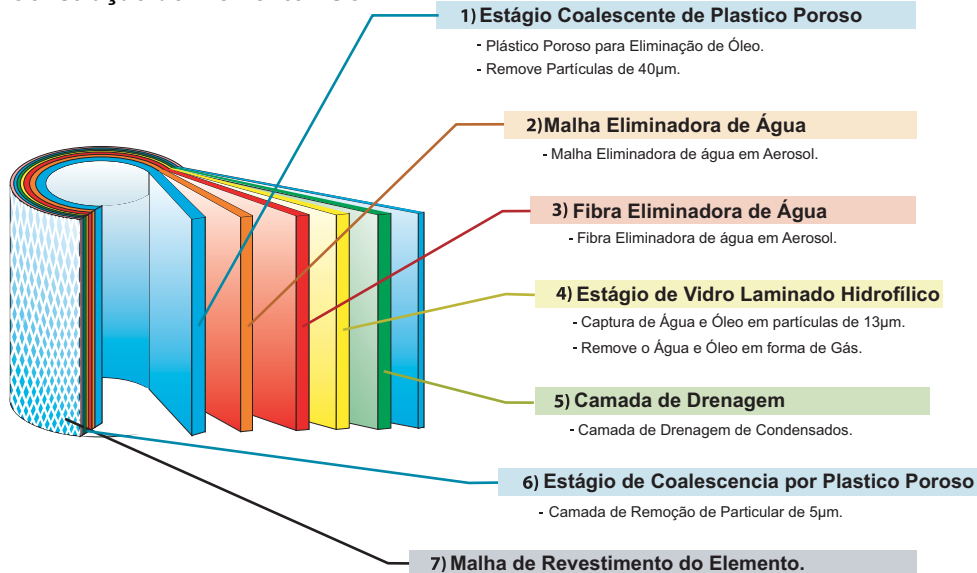 1) Estágio Coalescente de Plastico Poroso
- Plástico Poroso para Eliminação de Óleo.
- Remove Partículas de 40µm.
2) Malha Eliminadora de Água
- Malha Eliminadora de água em Aerosol.
3) Fibra Eliminadora de Água
- Fibra Eliminadora de água em Aerosol.
4) Estágio de Vidro Laminado Hidrofílico
- Captura de Água e Óleo em partículas de 13µm.
- Remove o Água e Óleo em forma de Gás.
5) Camada de Drenagem
- Camada de Drenagem de Condensados.
6) Estágio de Coalescencia por Plastico Poroso
- Camada de Remoção de Particular de 5µm.
7) Malha de Revestimento do Elemento.